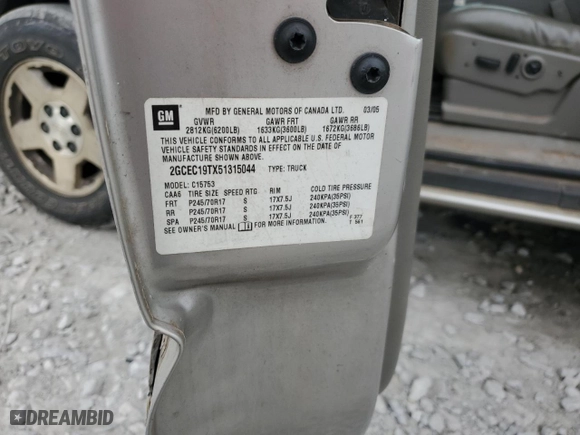 GM
MFD BY GENERAL MOTORS OF CANADA LTD. 03/05
GVWR GAWR FRT GAWR RR
2812KG(6200LB) 1633KG(3600LB) 1672KG(3686LB)
THIS VEHICLE CONFORMS TO ALL APPLICABLE U.S. FEDERAL MOTOR
VEHICLE SAFETY STANDARDS IN EFFECT ON THE DATE OF
MANUFACTURE SHOWN ABOVE.
2GCEC19TX51315044 TYPE: TRUCK
MODEL: C15753
CAA6 TIRE SIZE SPEED RTG RIM COLD TIRE PRESSURE
FRT P245/70R17 S 17X7.5J 240KPA(35PSI)
RR P245/70R17 S 17X7.5J 240KPA(35PSI)
SPA P245/70R17 S 17X7.5J 240KPA(35PSI)
SEE OWNER'S MANUAL FOR MORE INFORMATION.
F 377
DREAMBID